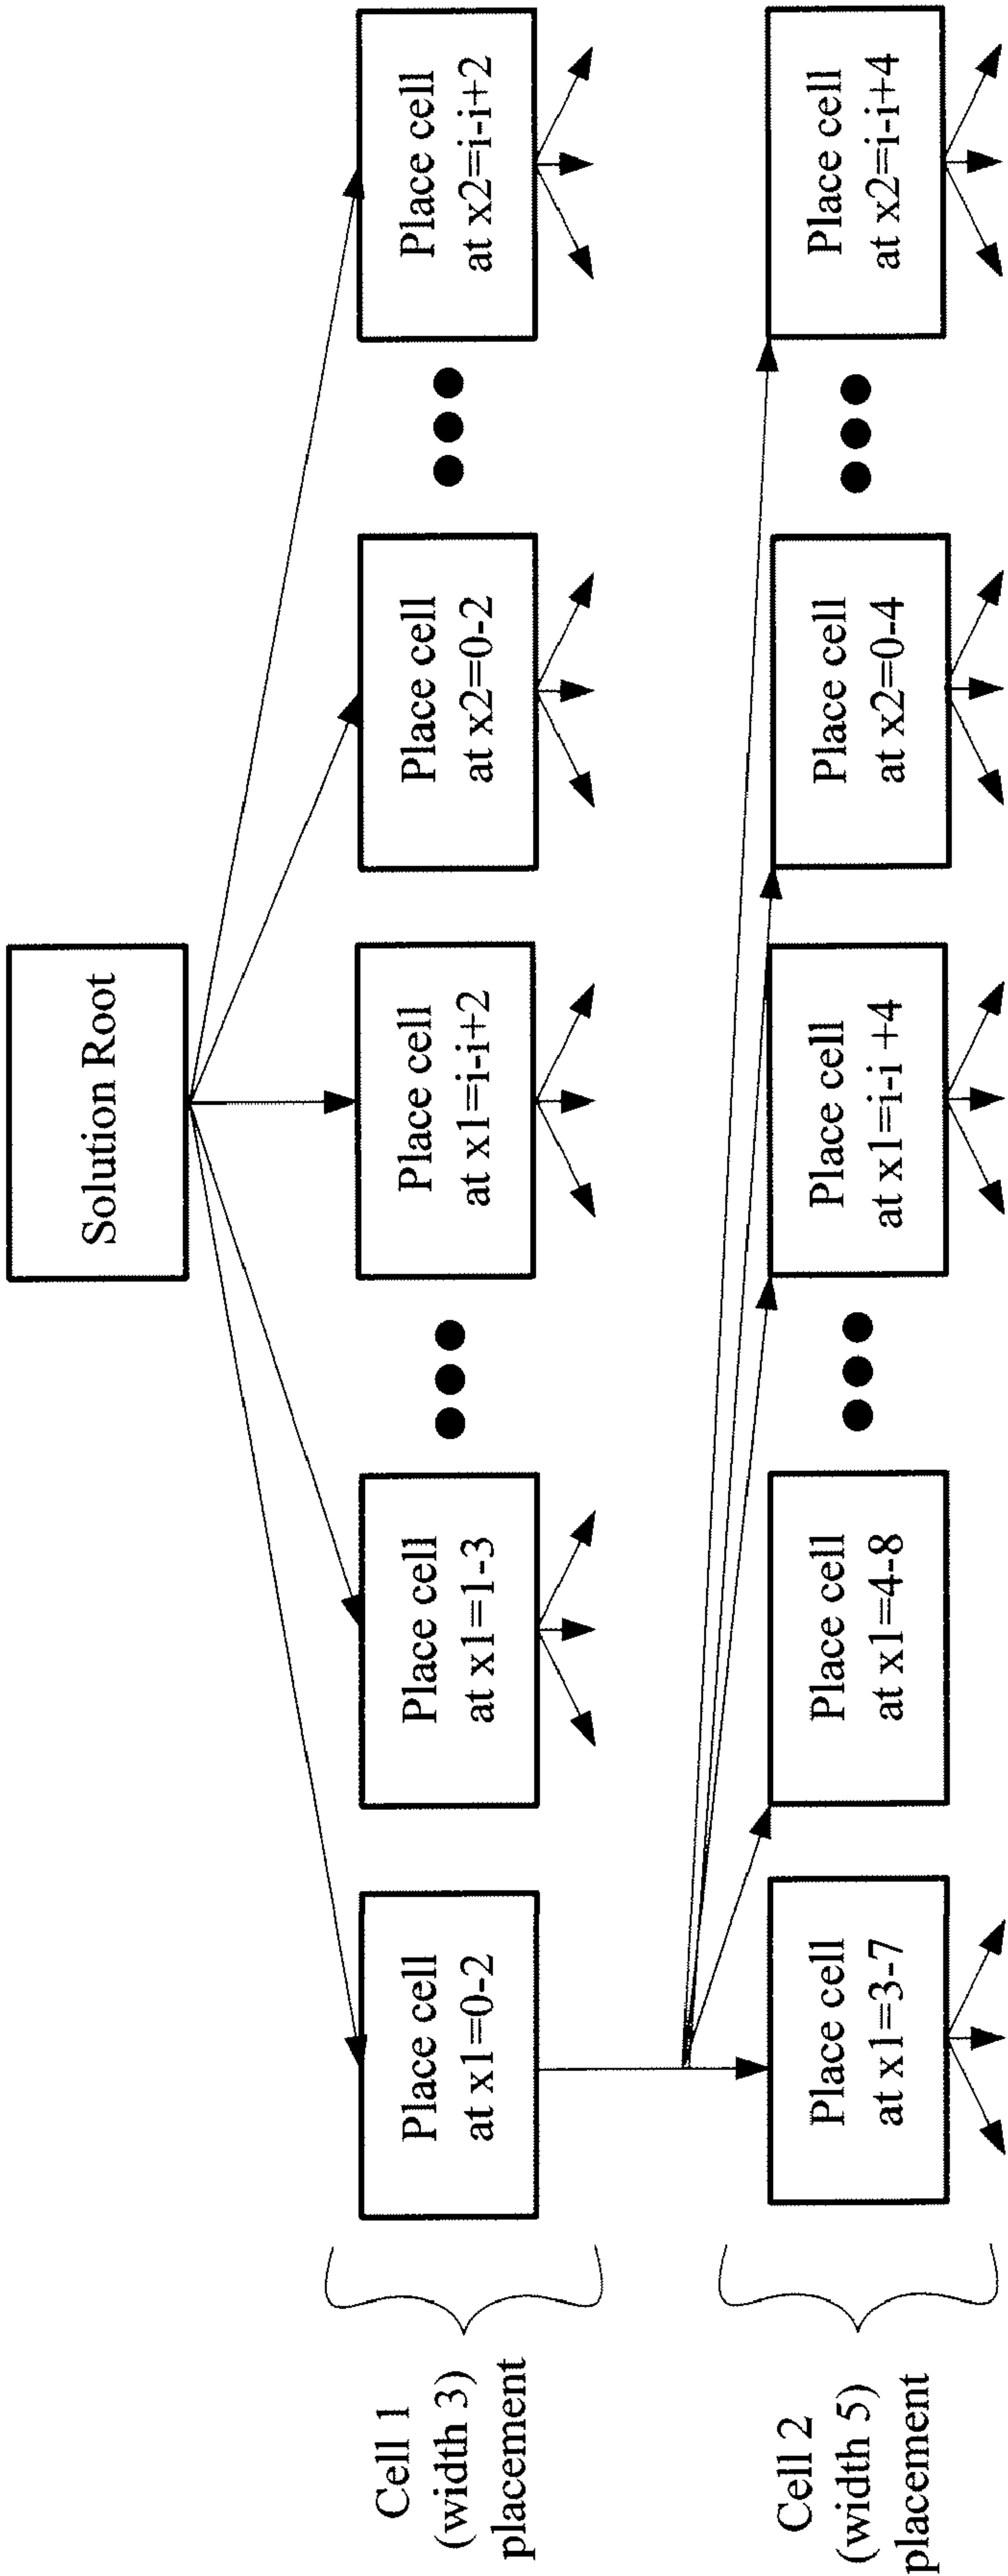 Solution Root
Cell 1
(width 3)
placement
Place cell
at x1=0-2
Place cell
at x1=1-3
Place cell
at x1=i-i+2
Place cell
at x2=0-2
Place cell
at x2=i-i+2
Cell 2
(width 5)
placement
Place cell
at x1=3-7
Place cell
at x1=4-8
Place cell
at x1=i-i +4
Place cell
at x2=0-4
Place cell
at x2=i-i+4